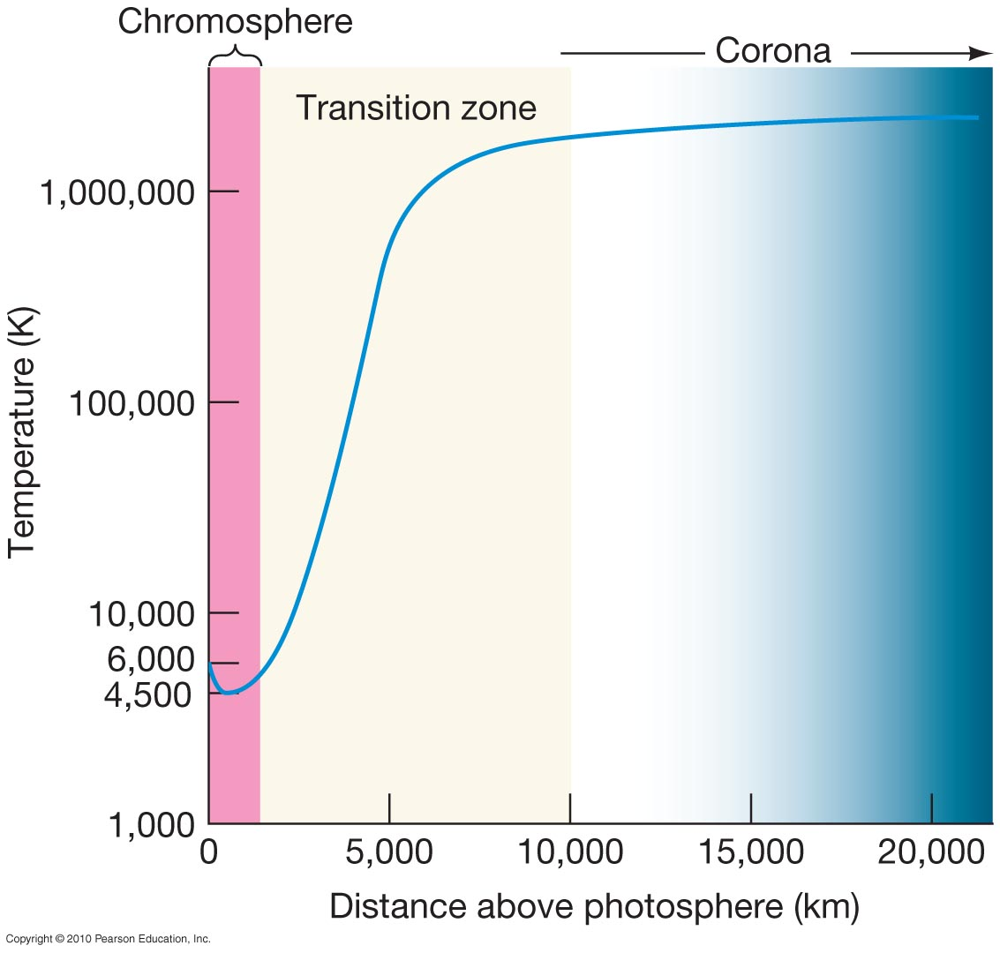 Chromosphere
Corona
Transition zone
1,000,000
100,000
10,000
6,000
4,500
1,000
Temperature (K)
0 5,000 10,000 15,000 20,000
Distance above photosphere (km)
Copyright © 2010 Pearson Education, Inc.